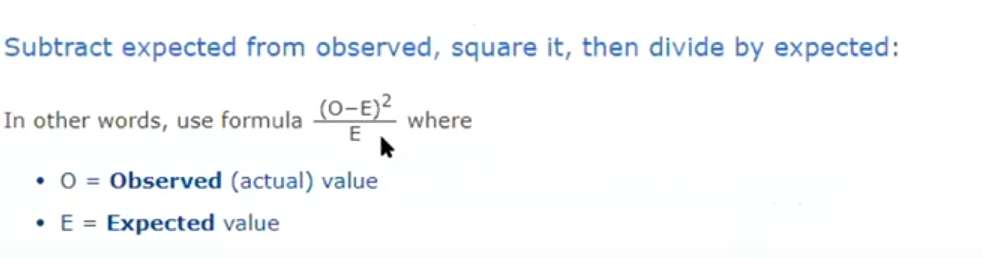 Subtract expected from observed, square it, then divide by expected:
In other words, use formula (O−E)²/E where
• O = Observed (actual) value
• E = Expected value